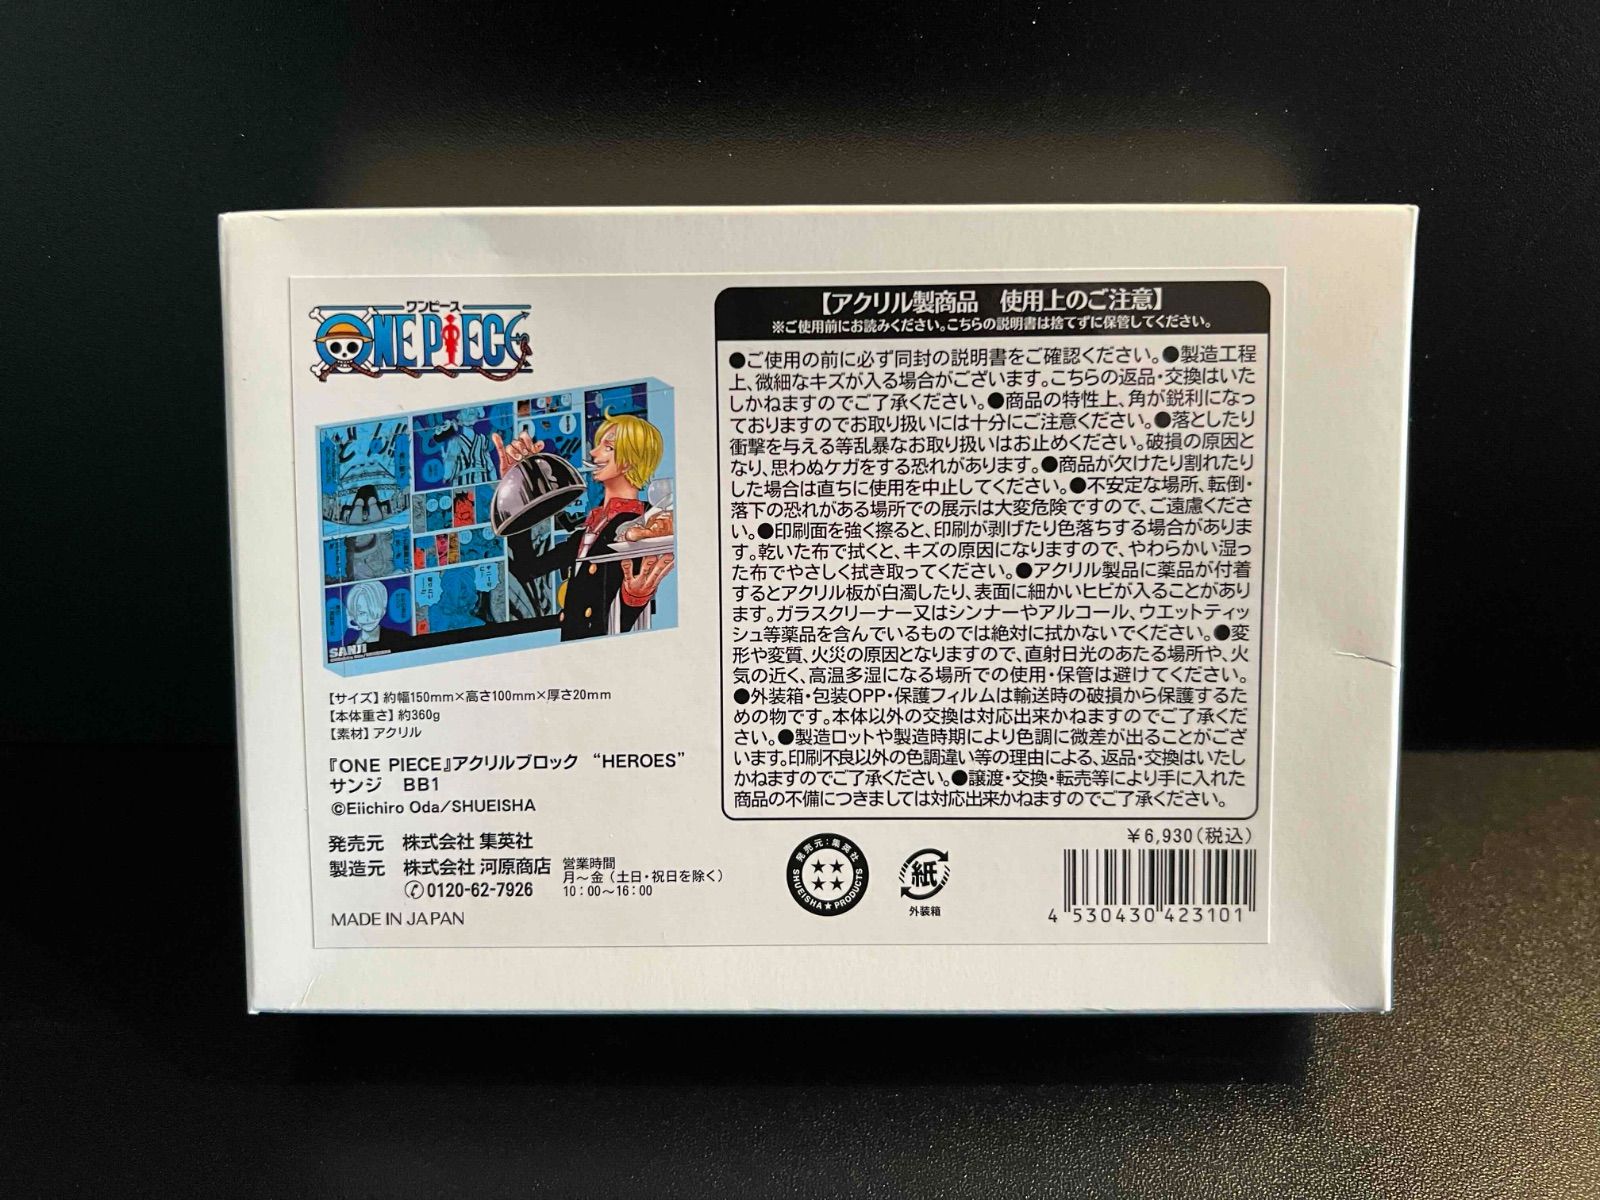 ワンピース
ONE PIECE
SANJI
【サイズ】約幅150mm×高さ100mm×厚さ20mm
【本体重さ】約360g
【素材】アクリル
『ONE PIECE』アクリルブロック “HEROES”
サンジ BB1
©Eiichiro Oda/SHUEISHA
発売元 株式会社 集英社
製造元 株式会社 河原商店
✆0120-62-7926
営業時間
月～金（土日・祝日を除く）
10：00～16：00
MADE IN JAPAN
【アクリル製商品 使用上のご注意】
※ご使用前にお読みください。こちらの説明書は捨てずに保管してください。
●ご使用の前に必ず同封の説明書をご確認ください。●製造工程
上、微細なキズが入る場合がございます。こちらの返品・交換はいた
しかねますのでご了承ください。●商品の特性上、角が鋭利になっ
ておりますのでお取り扱いには十分にご注意ください。●落としたり
衝撃を与える等乱暴なお取り扱いはお止めください。破損の原因と
なり、思わぬケガをする恐れがあります。●商品が欠けたり割れたり
した場合は直ちに使用を中止してください。●不安定な場所、転倒・
落下の恐れがある場所での展示は大変危険ですので、ご遠慮くださ
い。●印刷面を強く擦ると、印刷が剥げたり色落ちする場合がありま
す。乾いた布で拭くと、キズの原因になりますので、やわらかい湿っ
た布でやさしく拭き取ってください。●アクリル製品に薬品が付着
するとアクリル板が白濁したり、表面に細かいヒビが入ることがあり
ます。ガラスクリーナー又はシンナーやアルコール、ウエットティッ
シュ等薬品を含んでいるものでは絶対に拭かないでください。●変
形や変質、火災の原因となりますので、直射日光のあたる場所や、火
気の近く、高温多湿になる場所での使用・保管は避けてください。
●外装箱・包装OPP・保護フィルムは輸送時の破損から保護するた
めの物です。本体以外の交換は対応出来かねますのでご了承くださ
い。●製造ロットや製造時期により色調に微差が出ることがござ
います。印刷不良以外の色調違い等の理由による、返品・交換はいたし
かねますのでご了承ください。●譲渡・交換・転売等により手に入れた
商品の不備につきましては対応出来かねますのでご了承ください。
￥6,930(税込)
発売元：集英社
SHUEISHA★PRODUCTS
紙
外装箱
4 530430 423101